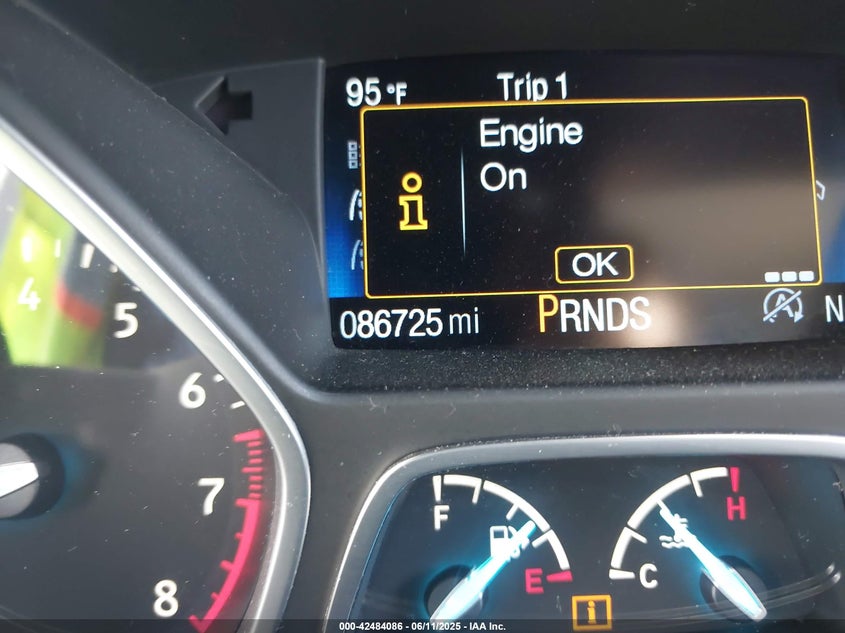 95 °F Trip 1
Engine
On
i
OK
086725 mi PRNDS A N
4
5
6
7
8
F E
C H
i
000-42484086 - 06/11/2025 - IAA Inc.